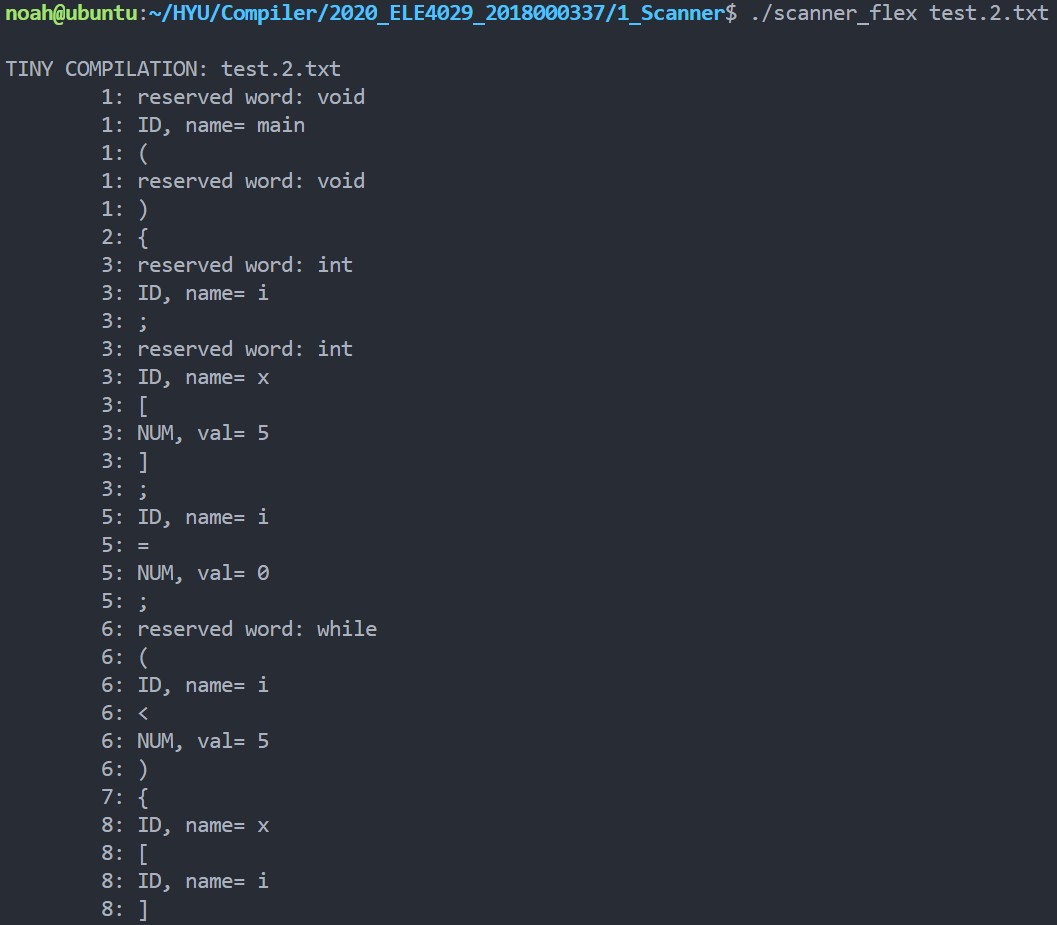 noah@ubuntu:~/HYU/Compiler/2020_ELE4029_2018000337/1_Scanner$ ./scanner_flex test.2.txt
TINY COMPILATION: test.2.txt
1: reserved word: void
1: ID, name= main
1: (
1: reserved word: void
1: )
2: {
3: reserved word: int
3: ID, name= i
3: ;
3: reserved word: int
3: ID, name= x
3: [
3: NUM, val= 5
3: ]
3: ;
5: ID, name= i
5: =
5: NUM, val= 0
5: ;
6: reserved word: while
6: (
6: ID, name= i
6: <
6: NUM, val= 5
6: )
7: {
8: ID, name= x
8: [
8: ID, name= i
8: ]